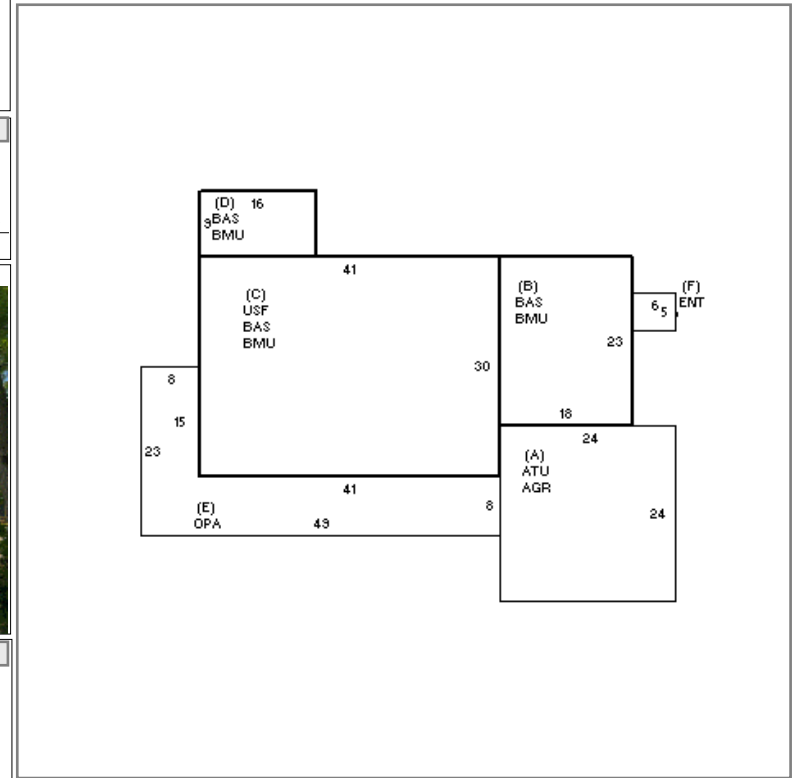 (D) 16
9 BAS
BMU
41
(C)
USF
BAS
BMU
30
(B)
BAS
BMU
23
18
(F)
ENT
6
5
8
15
23
(E)
OPA
41
49
8
24
(A)
ATU
AGR
24